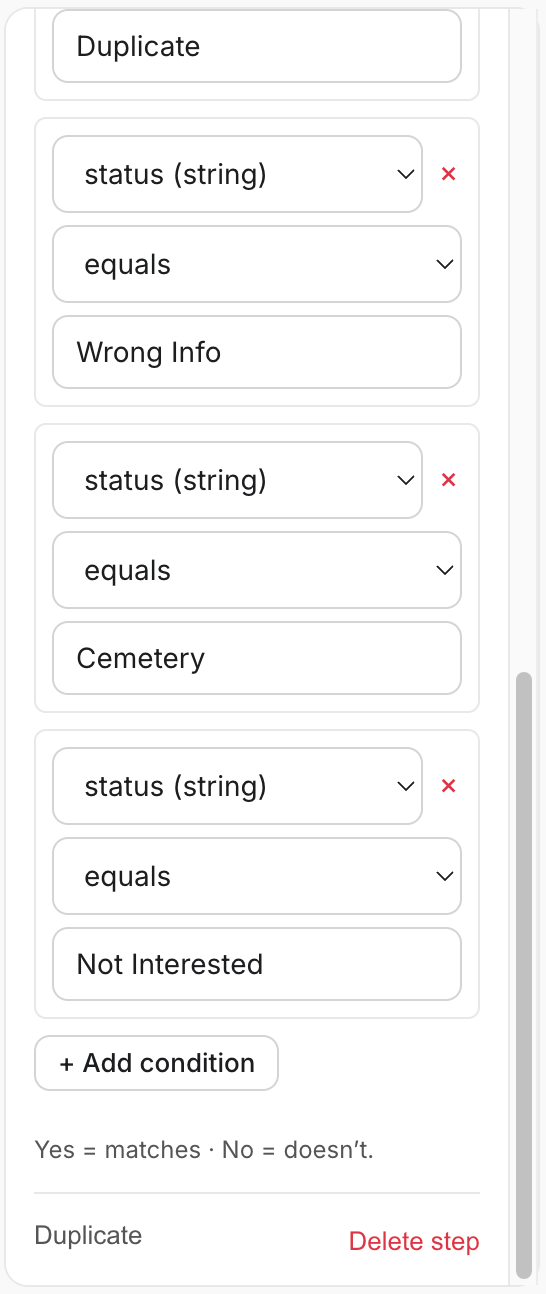 Duplicate
status (string)
×
equals
Wrong Info
status (string)
×
equals
Cemetery
status (string)
×
equals
Not Interested
+ Add condition
Yes = matches · No = doesn’t.
Duplicate
Delete step